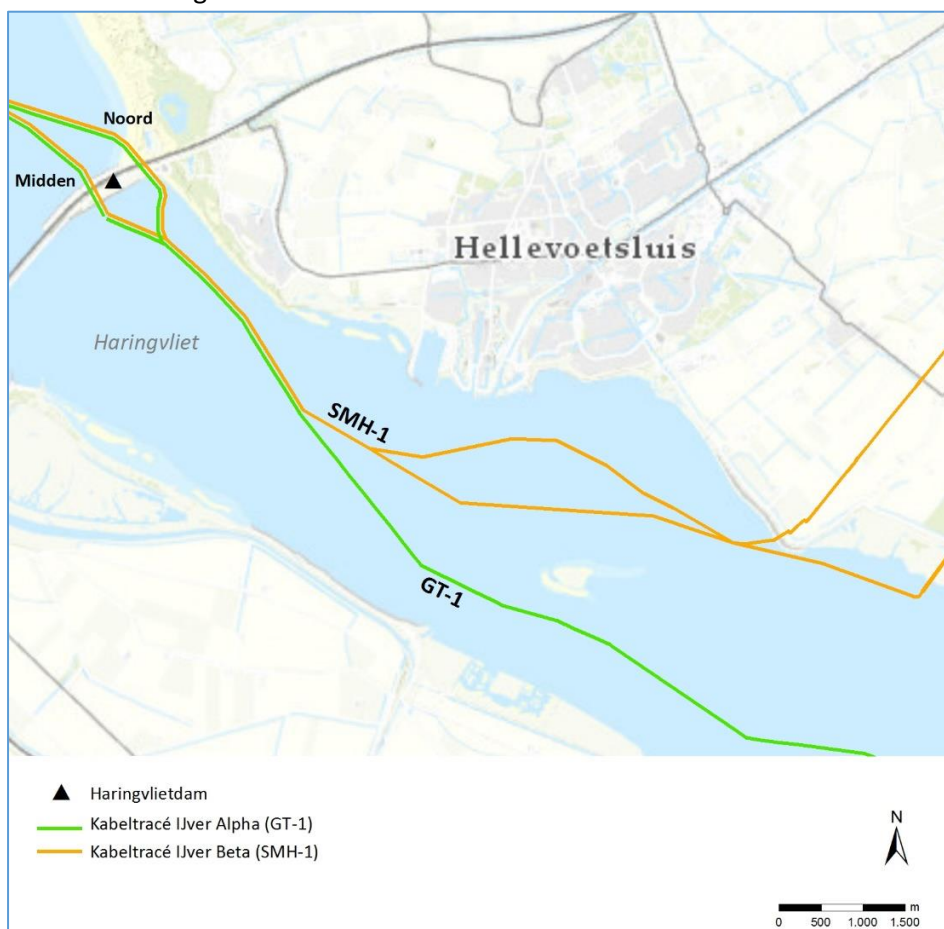 Noord
Midden
Hellevoetsluis
Haringvliet
SMH-1
GT-1
Haringvlietdam
Kabeltracé IJver Alpha (GT-1)
Kabeltracé IJver Beta (SMH-1)
N
m
0 500 1.000 1.500